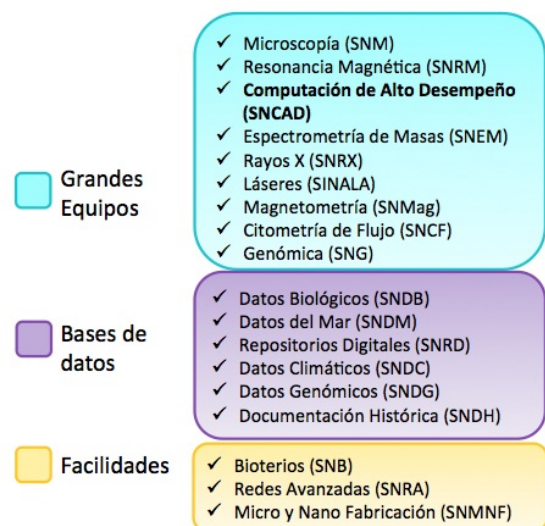 Grandes
Equipos
✓ Microscopía (SNM)
✓ Resonancia Magnética (SNRM)
✓ Computación de Alto Desempeño
(SNCAD)
✓ Espectrometría de Masas (SNEM)
✓ Rayos X (SNRX)
✓ Láseres (SINALA)
✓ Magnetometría (SNMag)
✓ Citometría de Flujo (SNCF)
✓ Genómica (SNG)
Bases de
datos
✓ Datos Biológicos (SNDB)
✓ Datos del Mar (SNDM)
✓ Repositorios Digitales (SNRD)
✓ Datos Climáticos (SNDC)
✓ Datos Genómicos (SNDG)
✓ Documentación Histórica (SNDH)
Facilidades
✓ Bioterios (SNB)
✓ Redes Avanzadas (SNRA)
✓ Micro y Nano Fabricación (SNMNF)